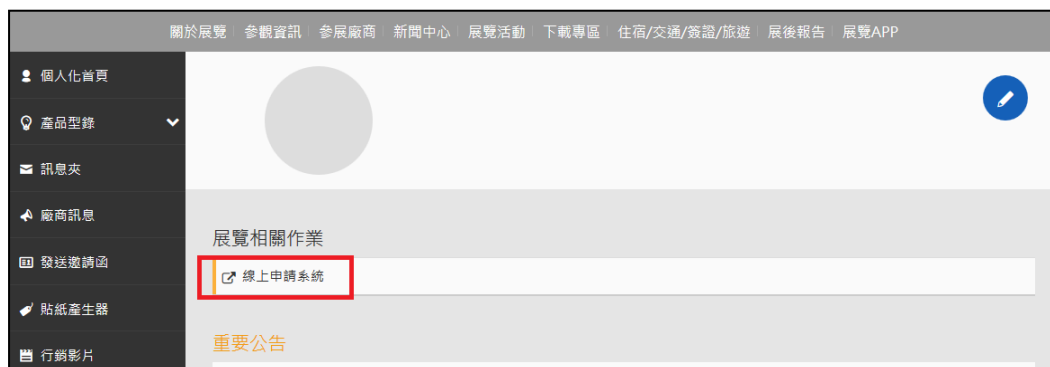 關於展覽 參觀資訊 參展廠商 新聞中心 展覽活動 下載專區 住宿/交通/簽證/旅遊 展後報告 展覽APP
個人化首頁
產品型錄
訊息夾
廠商訊息
發送邀請函
貼紙產生器
行銷影片
展覽相關作業
線上申請系統
重要公告